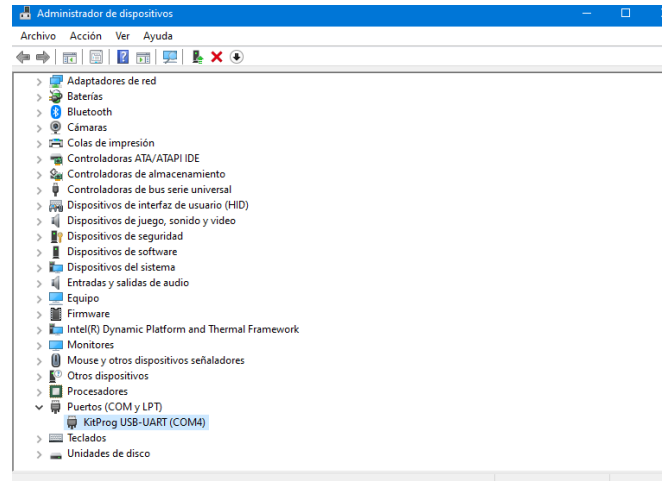 Administrador de dispositivos
Archivo Acción Ver Ayuda
Adaptadores de red
Baterías
Bluetooth
Cámaras
Colas de impresión
Controladoras ATA/ATAPI IDE
Controladoras de almacenamiento
Controladoras de bus serie universal
Dispositivos de interfaz de usuario (HID)
Dispositivos de juego, sonido y video
Dispositivos de seguridad
Dispositivos de software
Dispositivos del sistema
Entradas y salidas de audio
Equipo
Firmware
Intel(R) Dynamic Platform and Thermal Framework
Monitores
Mouse y otros dispositivos señaladores
Otros dispositivos
Procesadores
Puertos (COM y LPT)
KitProg USB-UART (COM4)
Teclados
Unidades de disco